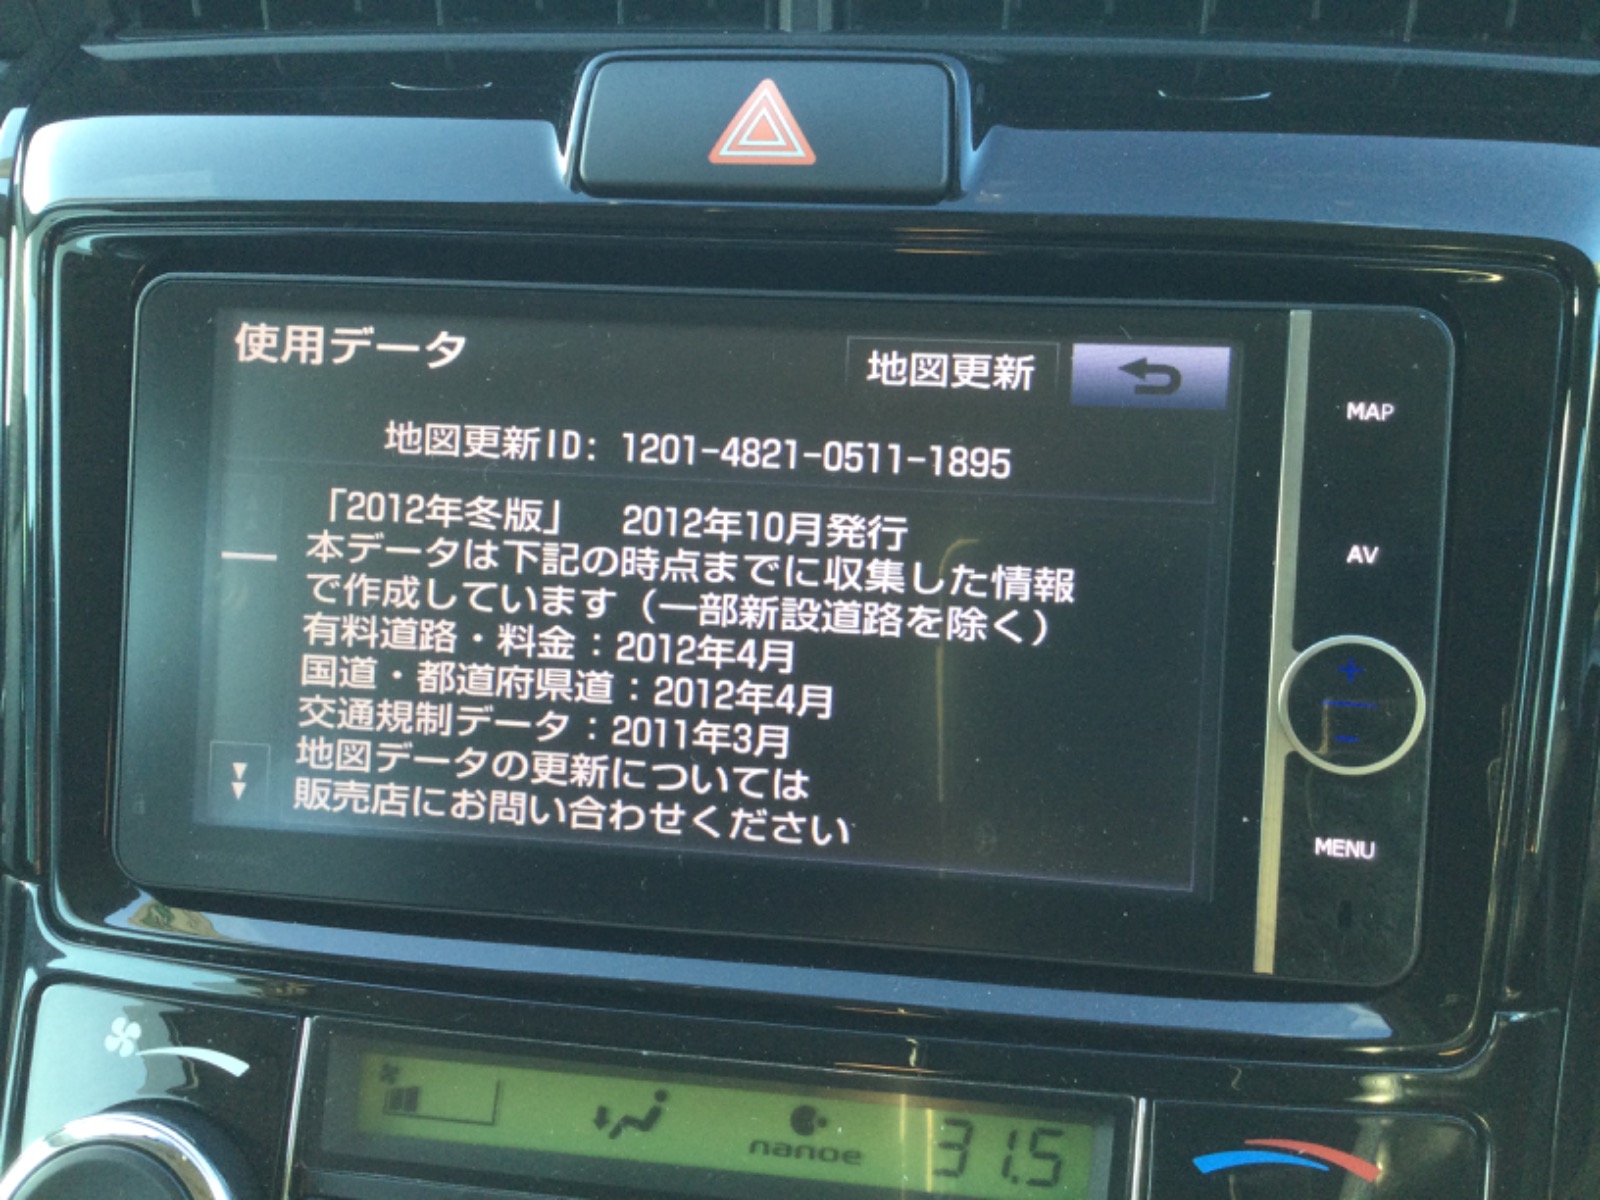 使用データ
地図更新
地図更新ID: 1201-4821-0511-1895
「2012年冬版」 2012年10月発行
本データは下記の時点までに収集した情報
で作成しています（一部新設道路を除く）
有料道路・料金：2012年4月
国道・都道府県道：2012年4月
交通規制データ：2011年3月
地図データの更新については
販売店にお問い合わせください
MAP
AV
+
-
MENU
nanoe
31.5